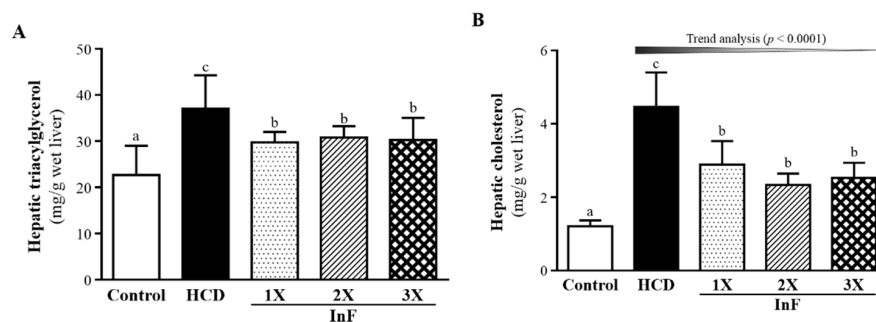 A
Hepatic triacylglycerol
(mg/g wet liver)
50
40
30
20
10
0
a
c
b
b
b
Control
HCD
1X
2X
3X
InF
B
Trend analysis (p < 0.0001)
Hepatic cholesterol
(mg/g wet liver)
6
4
2
0
a
c
b
b
b
Control
HCD
1X
2X
3X
InF